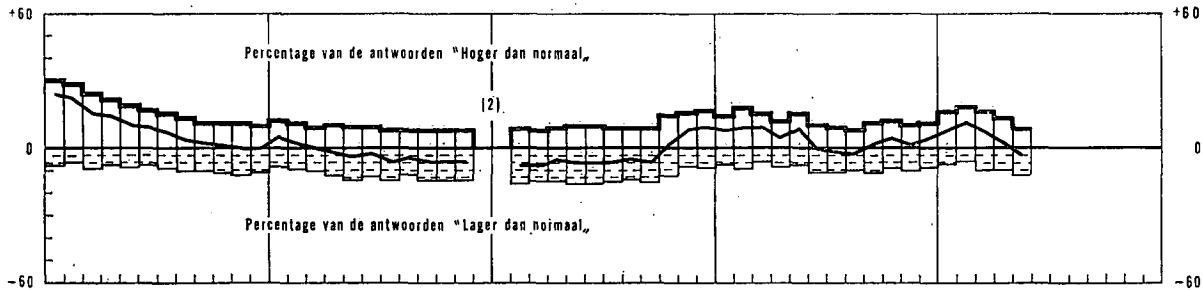 +60 +60
Percentage van de antwoorden "Hoger dan normaal„
(2)
0 0
Percentage van de antwoorden "Lager dan normaal„
-60 -60